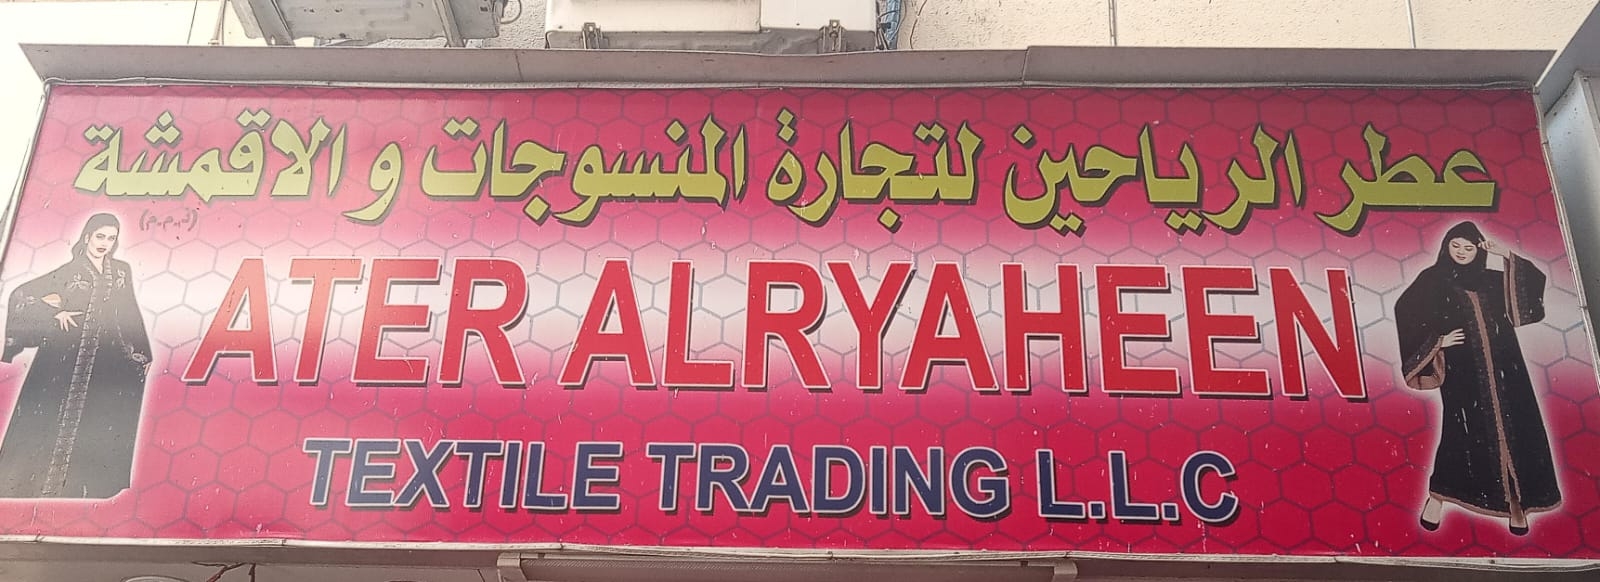 عطر الرياحين لتجارة المنسوجات و الاقمشة
(ذ.م.م)
ATER ALRYAHEEN
TEXTILE TRADING L.L.C